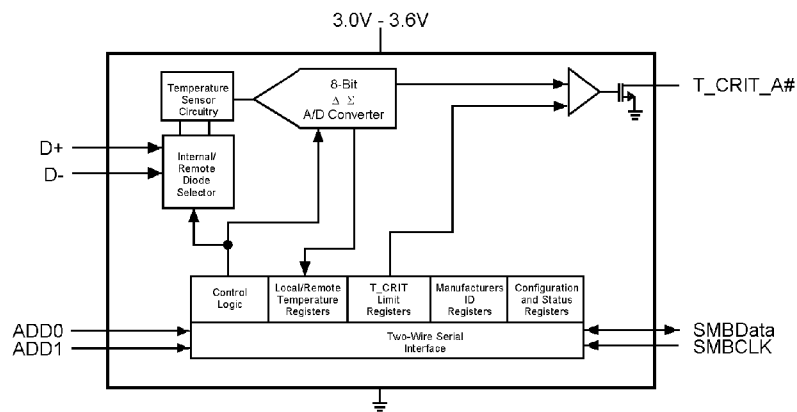 3.0V - 3.6V
Temperature
Sensor
Circuitry
8-Bit
Δ Σ
A/D Converter
T_CRIT_A#
D+
D-
Internal/
Remote
Diode
Selector
Control
Logic
Local/Remote
Temperature
Registers
T_CRIT
Limit
Registers
Manufacturers
ID
Registers
Configuration
and Status
Registers
ADD0
ADD1
Two-Wire Serial
Interface
SMBData
SMBCLK